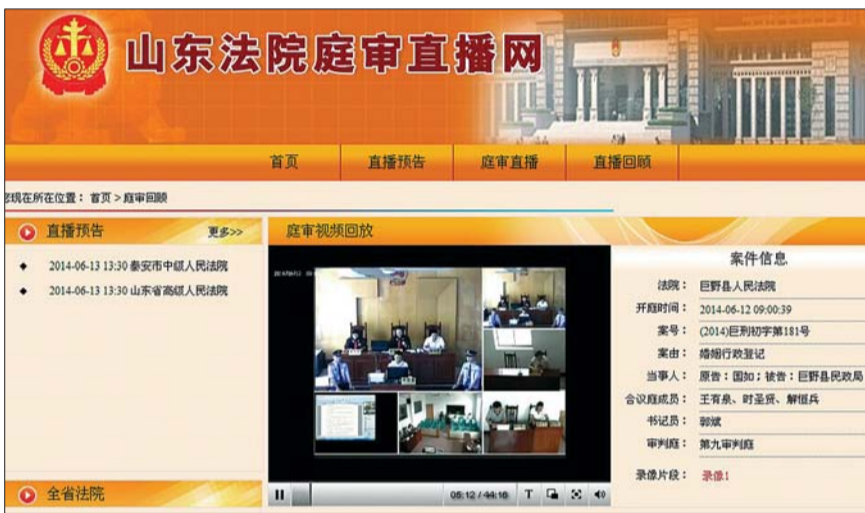 山东法院庭审直播网
首页 直播预告 庭审直播 直播回顾
您现在所在位置：首页 > 庭审回顾
直播预告 更多>>
2014-06-13 13:30 泰安市中级人民法院
2014-06-13 13:30 山东省高级人民法院
全省法院
庭审视频回放
05:12 / 44:16 T
案件信息
法院： 巨野县人民法院
开庭时间： 2014-06-12 09:00:39
案号： (2014)巨刑初字第181号
案由： 婚姻行政登记
当事人： 原告：国如；被告：巨野县民政局
合议庭成员： 王有泉、时圣贤、解恒兵
书记员： 郭斌
审判庭： 第九审判庭
录像片段： 录像1